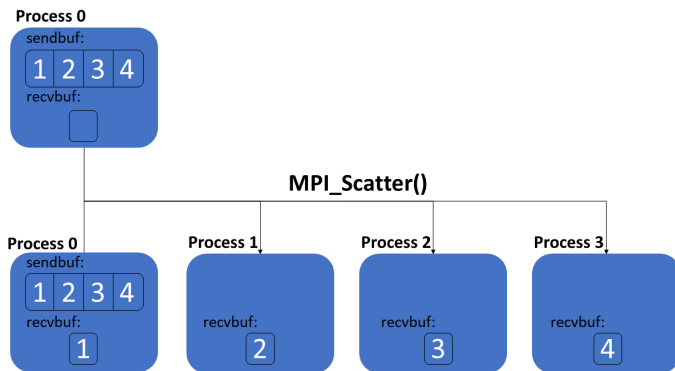 Process 0
sendbuf:
1 2 3 4
recvbuf:
MPI_Scatter()
Process 0
sendbuf:
1 2 3 4
recvbuf:
1
Process 1
recvbuf:
2
Process 2
recvbuf:
3
Process 3
recvbuf:
4